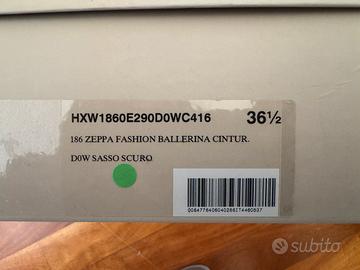 HXW1860E290D0WC416 36½
186 ZEPPA FASHION BALLERINA CINTUR.
D0W SASSO SCURO
subito